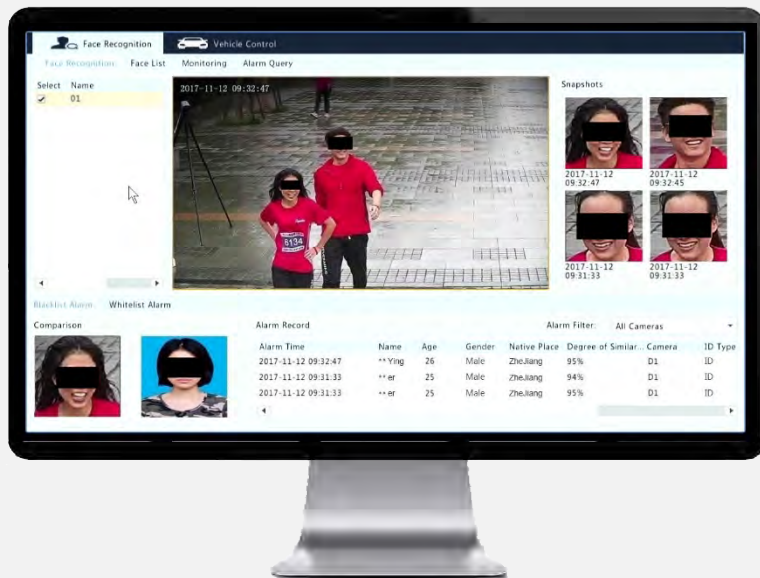 Face Recognition
Vehicle Control
Face Recognition Face List Monitoring Alarm Query
Select Name
01
2017-11-12 09:32:47
6134
Snapshots
2017-11-12
09:32:47
2017-11-12
09:32:45
2017-11-12
09:31:33
2017-11-12
09:31:33
Blacklist Alarm Whitelist Alarm
Comparison
Alarm Record
Alarm Filter: All Cameras
Alarm Time Name Age Gender Native Place Degree of Similar... Camera ID Type
2017-11-12 09:32:47 **Ying 26 Male ZheJiang 95% D1 ID
2017-11-12 09:31:33 **er 25 Male ZheJiang 94% D1 ID
2017-11-12 09:31:33 **er 25 Male ZheJiang 95% D1 ID